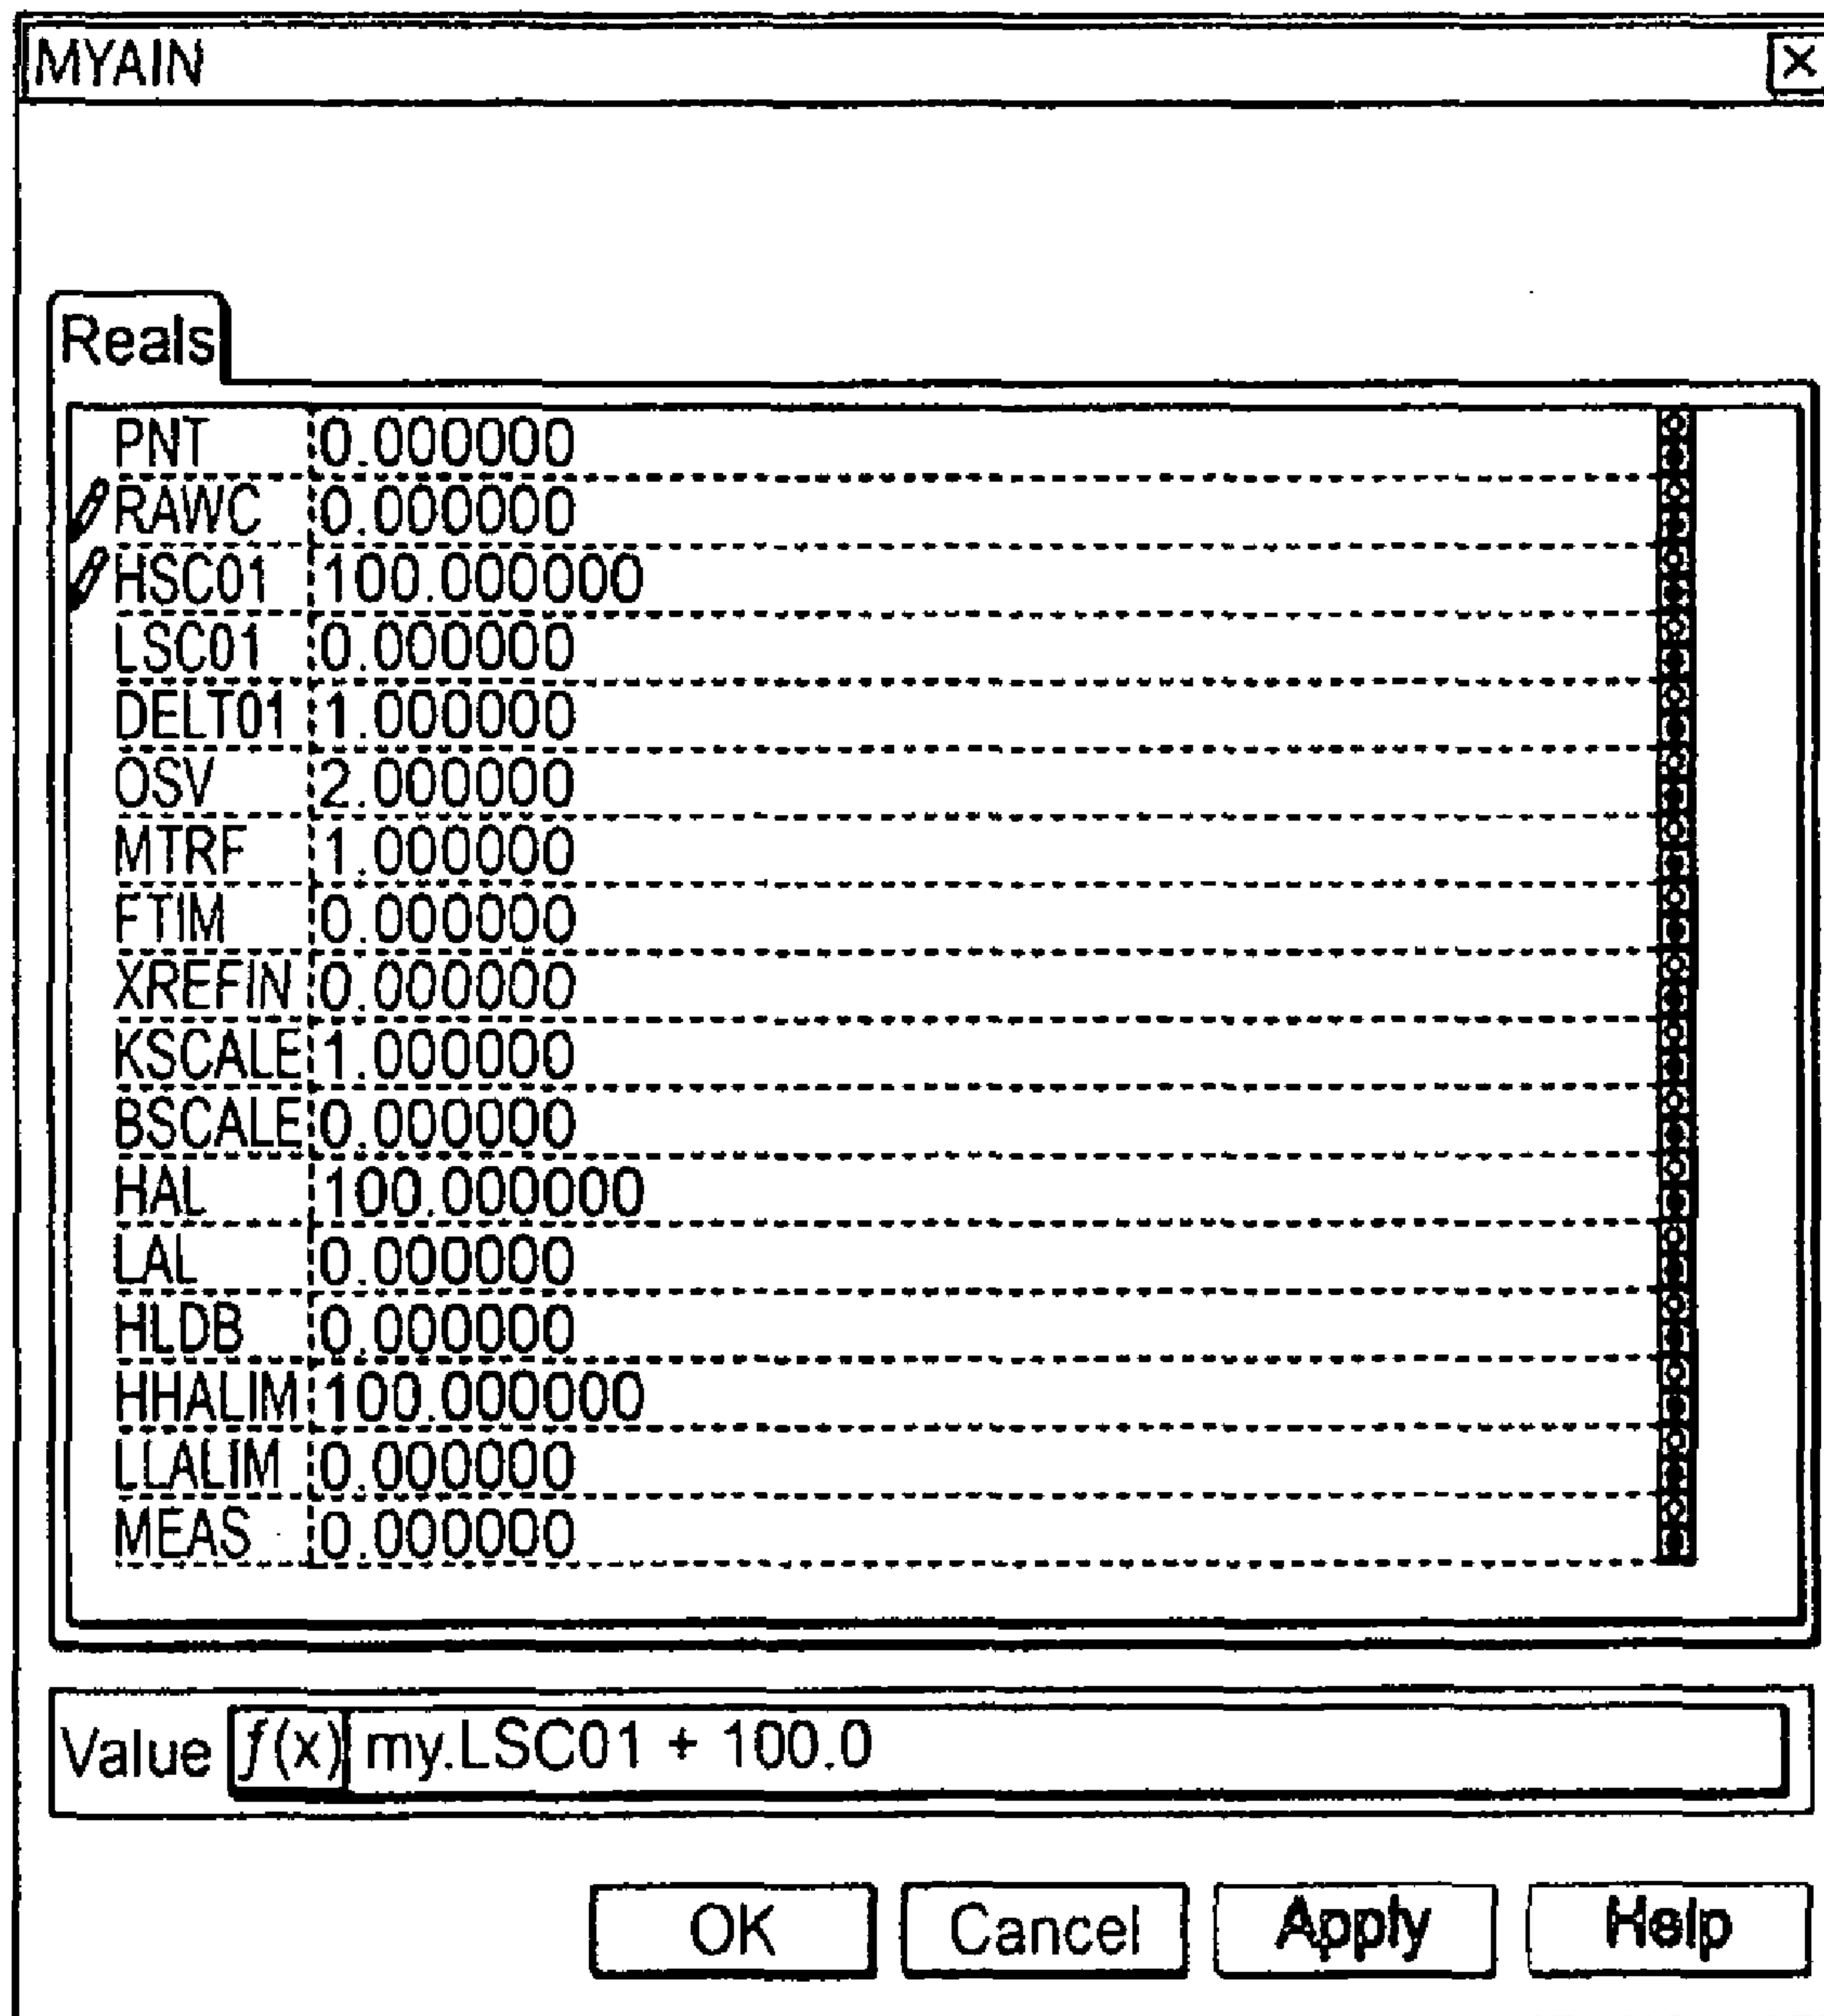 MYAIN
Reals
PNT 0.000000
RAWC 0.000000
HSC01 100.000000
LSC01 0.000000
DELT01 1.000000
OSV 2.000000
MTRF 1.000000
FTIM 0.000000
XREFIN 0.000000
KSCALE 1.000000
BSCALE 0.000000
HAL 100.000000
LAL 0.000000
HLDB 0.000000
HHALIM 100.000000
LLALIM 0.000000
MEAS 0.000000
Value f(x) my.LSC01 + 100.0
OK Cancel Apply Help